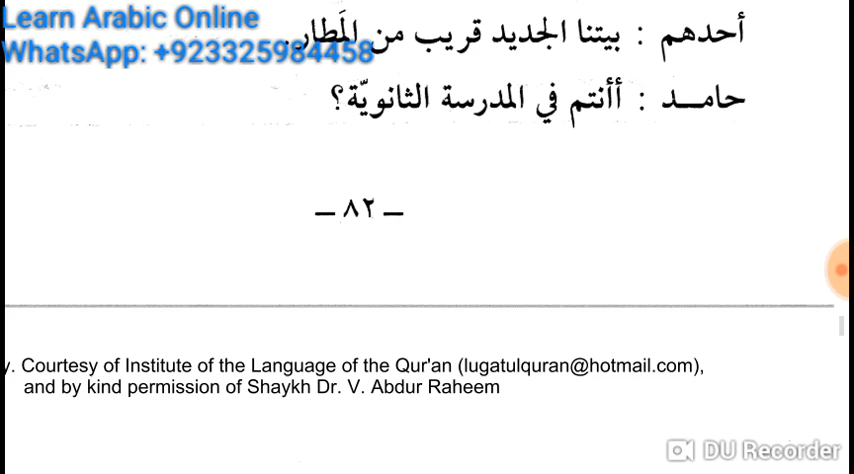 Learn Arabic Online
WhatsApp: +923325984458
أحدهم : بيتنا الجديد قريب من المَطار.
حامـــد : أأنتم في المدرسة الثانويّة؟
– ٨٢ –
y. Courtesy of Institute of the Language of the Qur'an (lugatulquran@hotmail.com),
and by kind permission of Shaykh Dr. V. Abdur Raheem
DU Recorder